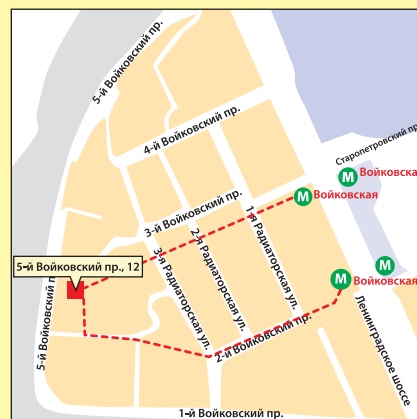 5-й Войковский пр.
4-й Войковский пр.
Старопетровский пр
М Войковска
М
Войковская
3-й Войковский пр.
1-я Радиаторская ул.
2-я Радиаторская ул.
3-я Радиаторская ул.
5-й Войковский пр., 12
5-й Войковский пр
М
М
Войковская
Ленинградское шоссе
2-й Войковский пр.
1-й Войковский пр.